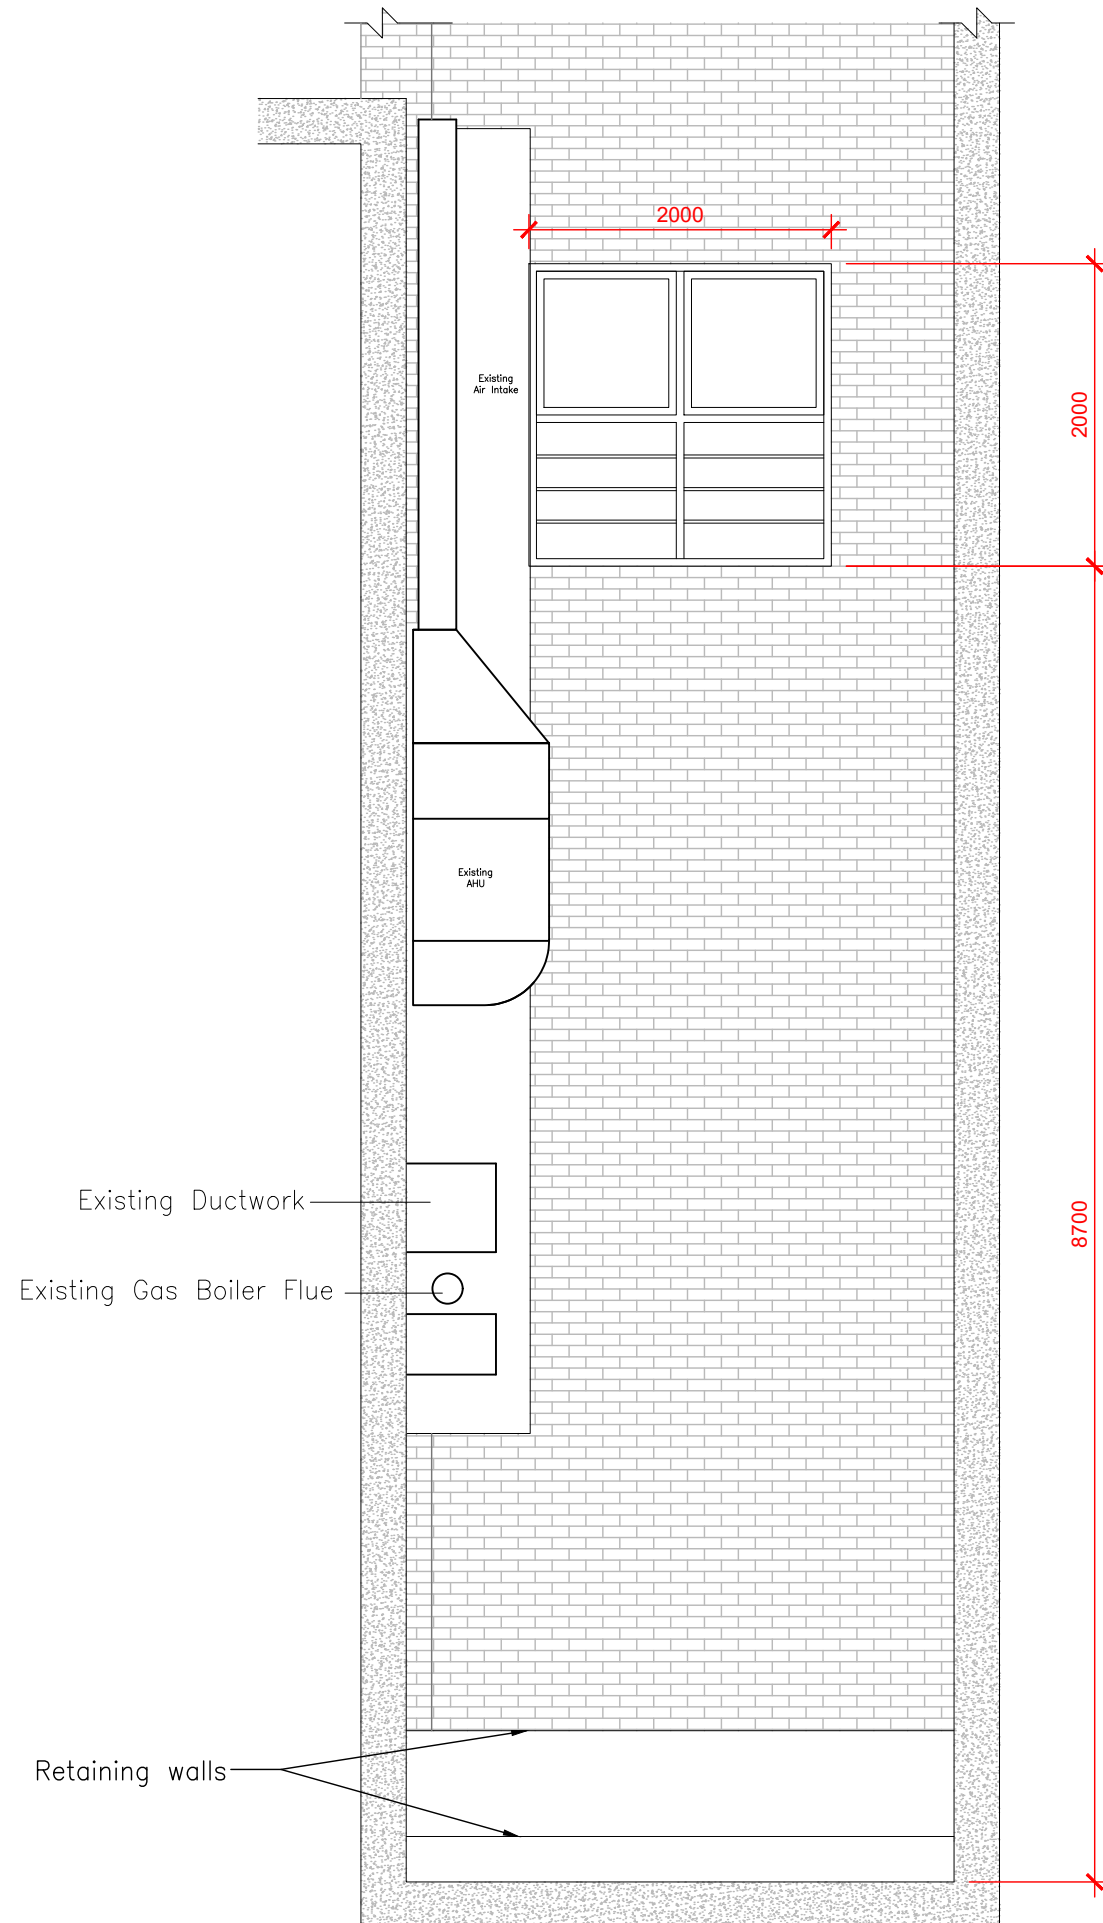 2000
Existing
Air Intake
2000
Existing
AHU
Existing Ductwork
8700
Existing Gas Boiler Flue
Retaining walls